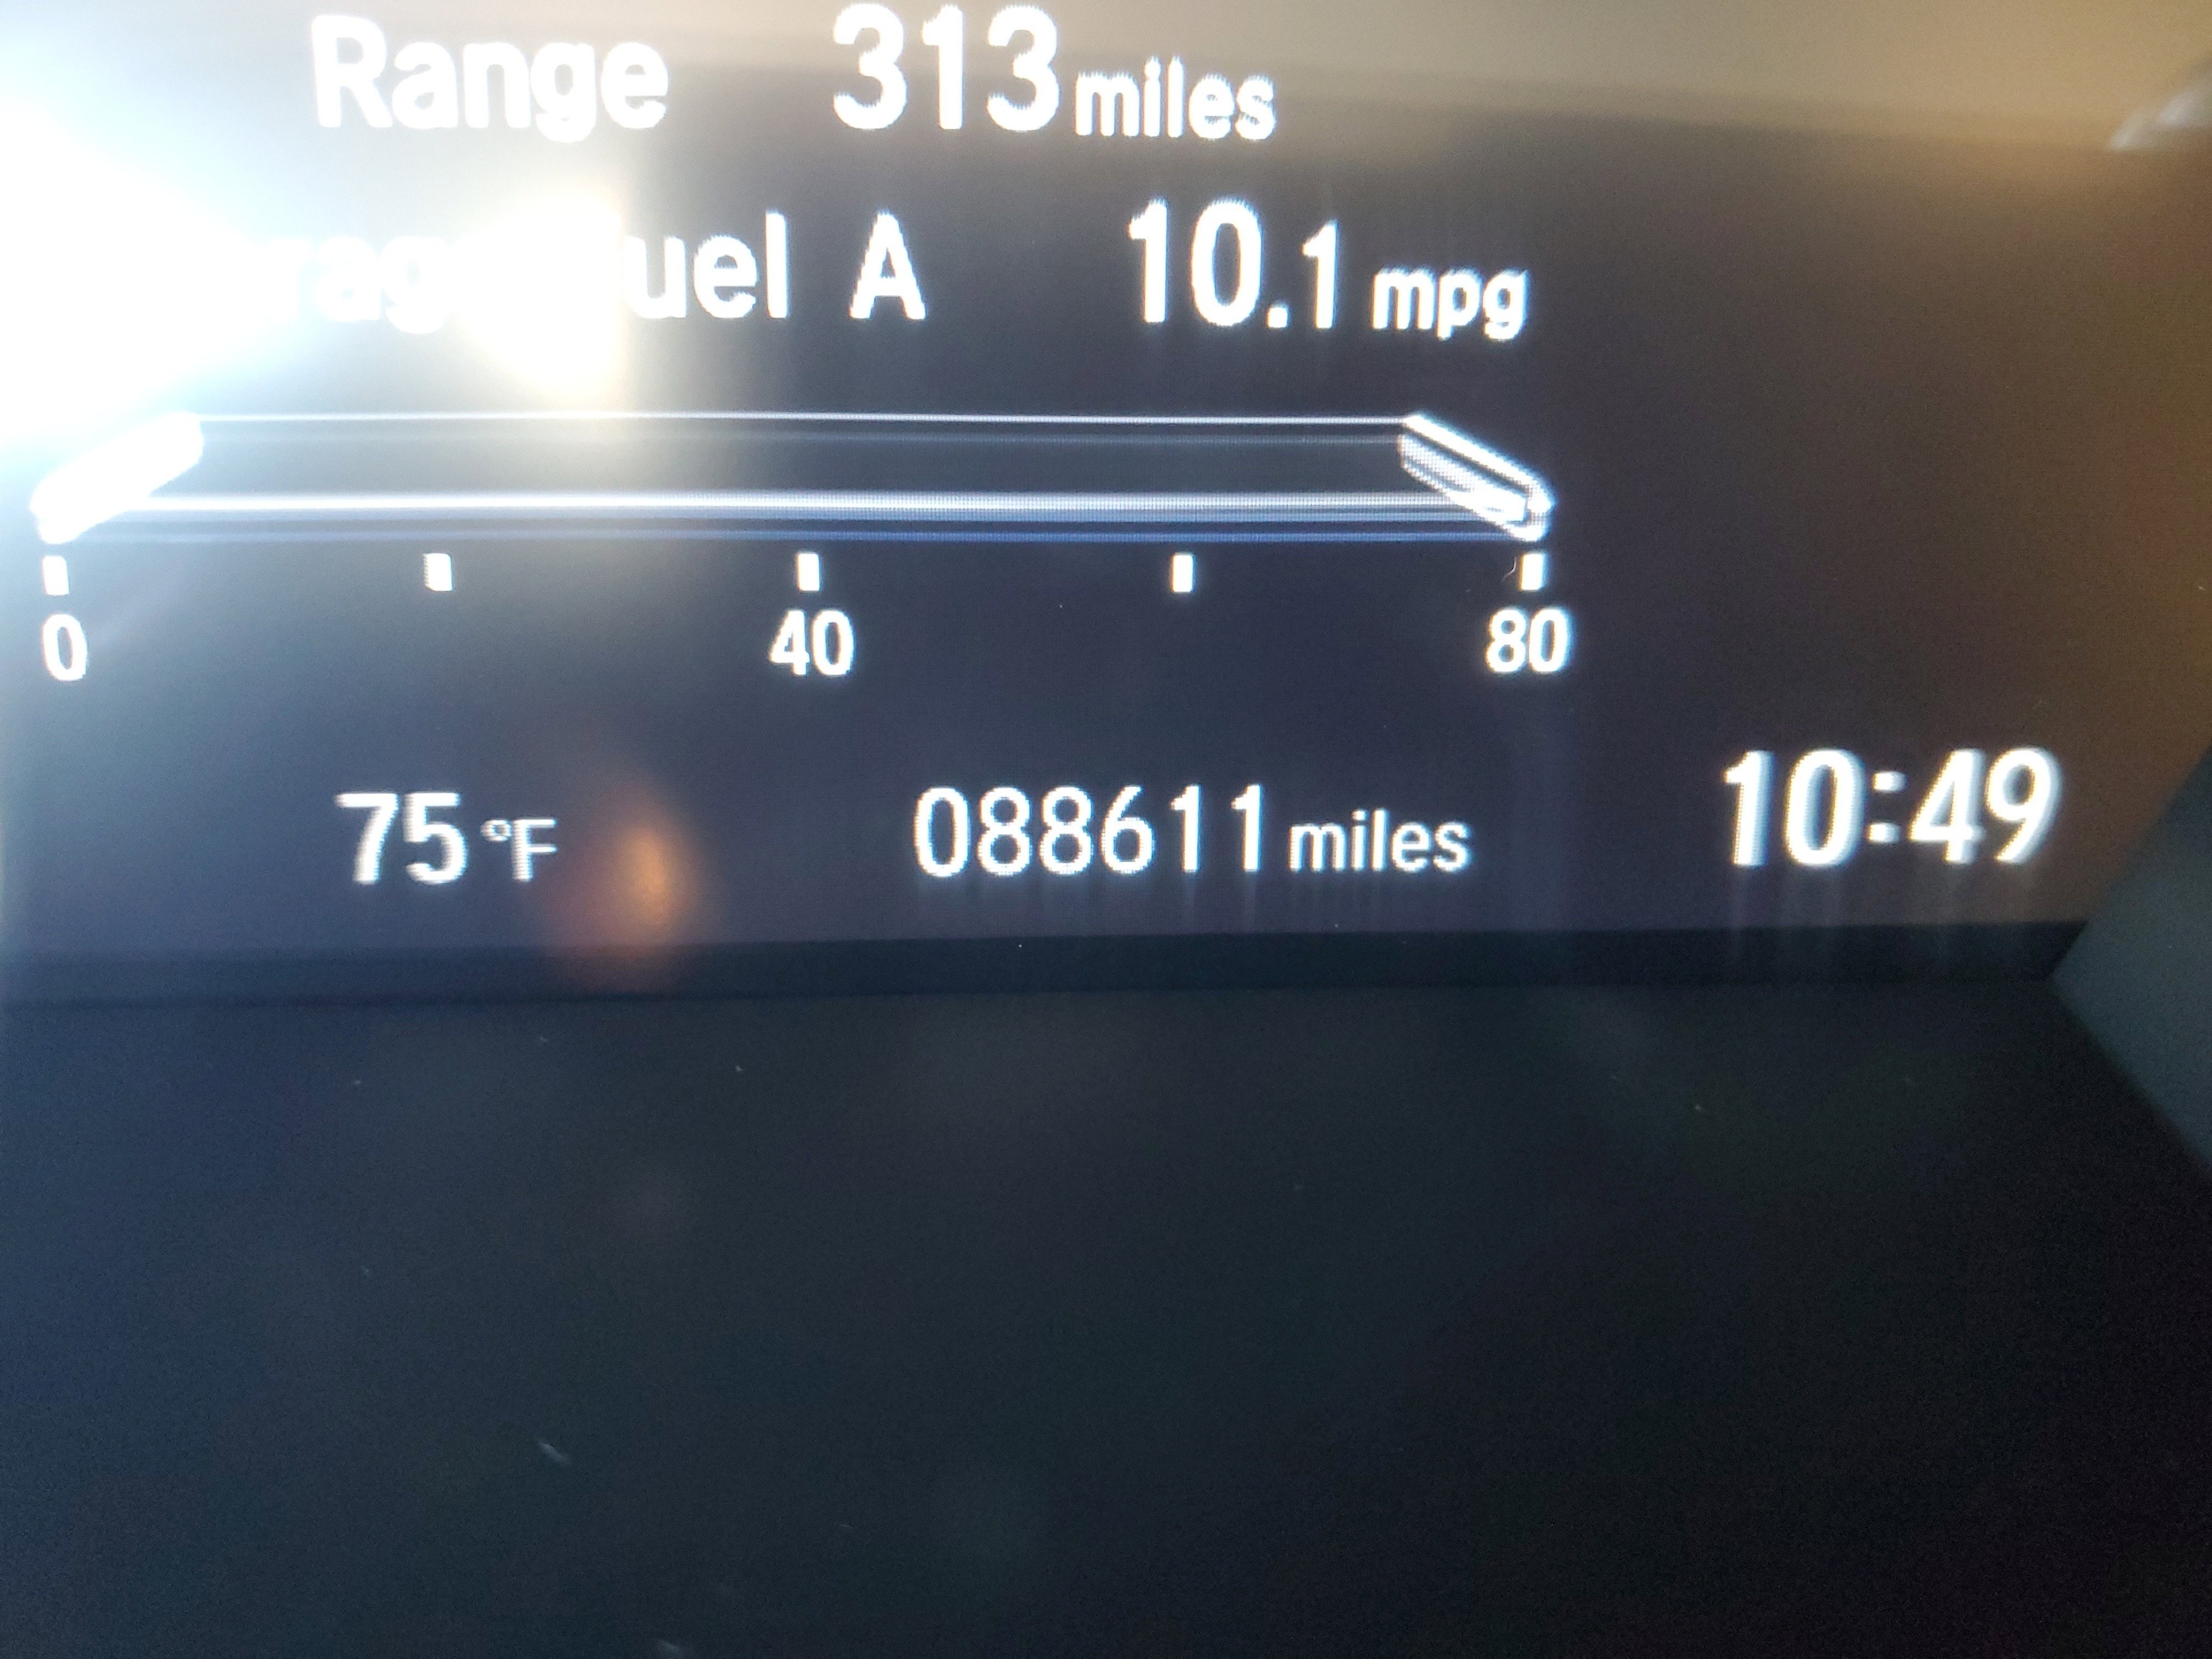 Range 313 miles
uel A 10.1 mpg
0 40 80
75 °F 088611 miles 10:49